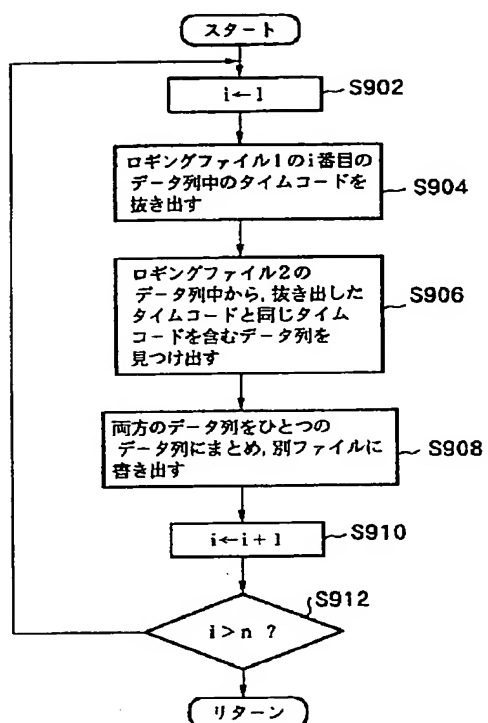 スタート
i←1
S902
ロギングファイル1のi番目の
データ列中のタイムコードを
抜き出す
S904
ロギングファイル2の
データ列中から,抜き出した
タイムコードと同じタイム
コードを含むデータ列を
見つけ出す
S906
両方のデータ列をひとつの
データ列にまとめ,別ファイルに
書き出す
S908
i←i+1
S910
S912
i>n ?
リターン